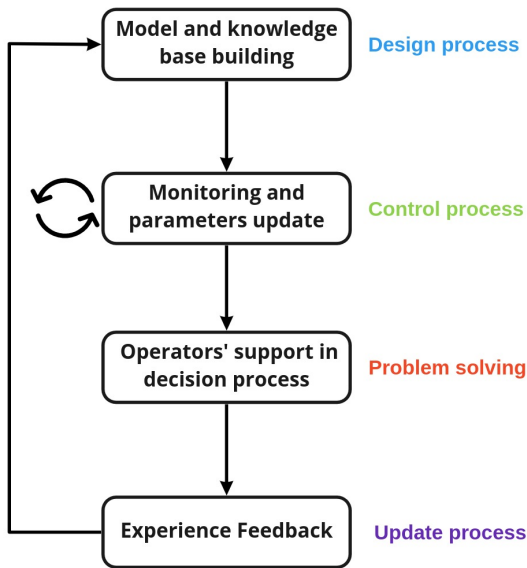 Model and knowledge
base building
Design process
Monitoring and
parameters update
Control process
Operators' support in
decision process
Problem solving
Experience Feedback
Update process